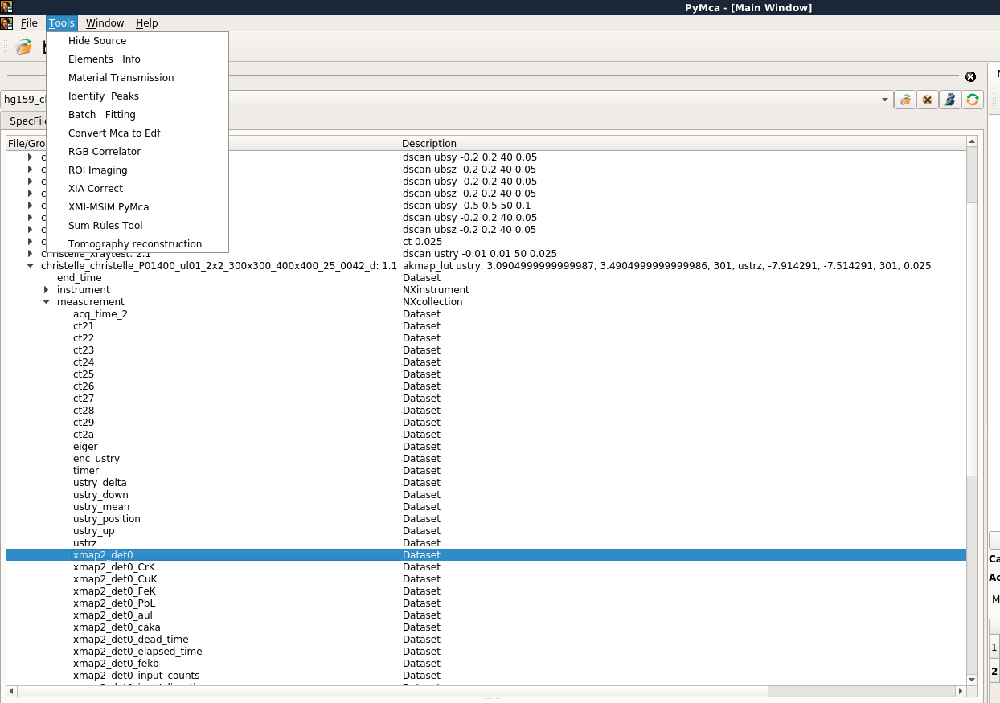 PyMca - [Main Window]
File Tools Window Help
Hide Source
Elements Info
Material Transmission
Identify Peaks
Batch Fitting
Convert Mca to Edf
RGB Correlator
ROI Imaging
XIA Correct
XMI-MSIM PyMca
Sum Rules Tool
Tomography reconstruction
Description
dscan ubsy -0.2 0.2 40 0.05
dscan ubsz -0.2 0.2 40 0.05
dscan ubsy -0.2 0.2 40 0.05
dscan ubsz -0.2 0.2 40 0.05
dscan ubsy -0.5 0.5 50 0.1
dscan ubsy -0.2 0.2 40 0.05
dscan ubsz -0.2 0.2 40 0.05
ct 0.025
christelle_xraytest: 2.1 dscan ustry -0.01 0.01 50 0.025
christelle_christelle_P01400_ul01_2x2_300x300_400x400_25_0042_d: 1.1 akmap_lut ustry, 3.0904999999999987, 3.4904999999999986, 301, ustrz, -7.914291, -7.514291, 301, 0.025
end_time Dataset
instrument NXinstrument
measurement NXcollection
acq_time_2 Dataset
ct21 Dataset
ct22 Dataset
ct23 Dataset
ct24 Dataset
ct25 Dataset
ct26 Dataset
ct27 Dataset
ct28 Dataset
ct29 Dataset
ct2a Dataset
eiger Dataset
enc_ustry Dataset
timer Dataset
ustry_delta Dataset
ustry_down Dataset
ustry_mean Dataset
ustry_position Dataset
ustry_up Dataset
ustrz Dataset
xmap2_det0 Dataset
xmap2_det0_CrK Dataset
xmap2_det0_CuK Dataset
xmap2_det0_FeK Dataset
xmap2_det0_PbL Dataset
xmap2_det0_aul Dataset
xmap2_det0_caka Dataset
xmap2_det0_dead_time Dataset
xmap2_det0_elapsed_time Dataset
xmap2_det0_fekb Dataset
xmap2_det0_input_counts Dataset
1
2